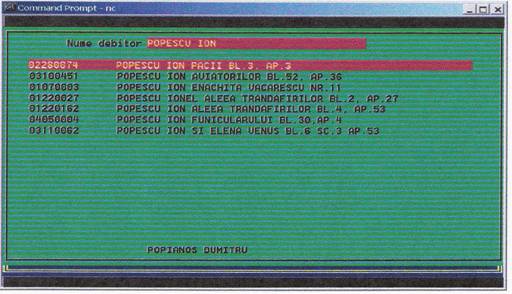 Command Prompt - nc
Nume debitor POPESCU ION
02280074 POPESCU ION PACII BL.3, AP.3
03100451 POPESCU ION AVIATORILOR BL.52, AP.36
01070003 POPESCU ION ENACHITA VACARESCU NR.11
01220027 POPESCU IONEL ALEEA TRANDAFIRILOR BL.2, AP.27
01220162 POPESCU ION ALEEA TRANDAFIRILOR BL.4, AP.53
04050004 POPESCU ION FUNICULARULUI BL.30,AP.4
03110062 POPESCU ION SI ELENA VENUS BL.6 SC.3 AP.53
POPIANOS DUMITRU